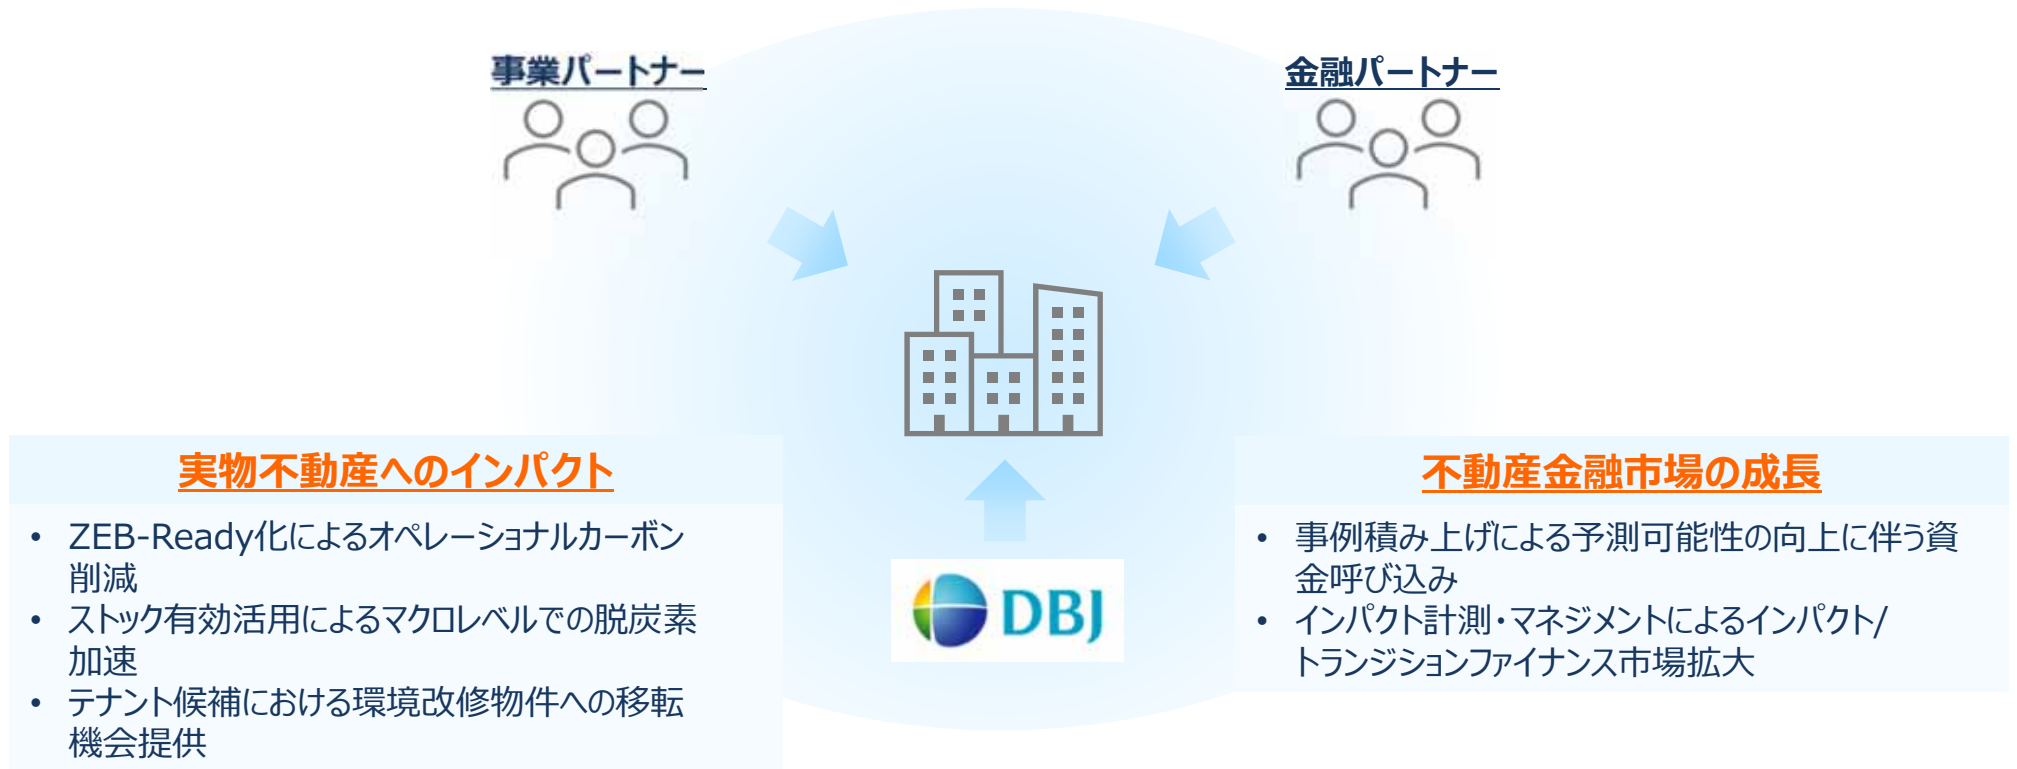 事業パートナー
金融パートナー
実物不動産へのインパクト
• ZEB-Ready化によるオペレーショナルカーボン
削減
• ストック有効活用によるマクロレベルでの脱炭素
加速
• テナント候補における環境改修物件への移転
機会提供
DBJ
不動産金融市場の成長
• 事例積み上げによる予測可能性の向上に伴う資
金呼び込み
• インパクト計測・マネジメントによるインパクト/
トランジションファイナンス市場拡大